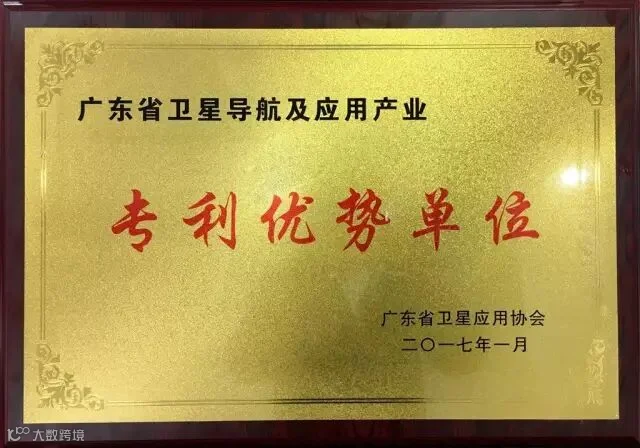 广东省卫星导航及应用产业
专利优势单位
广东省卫星应用协会
二〇一七年一月
大数跨境